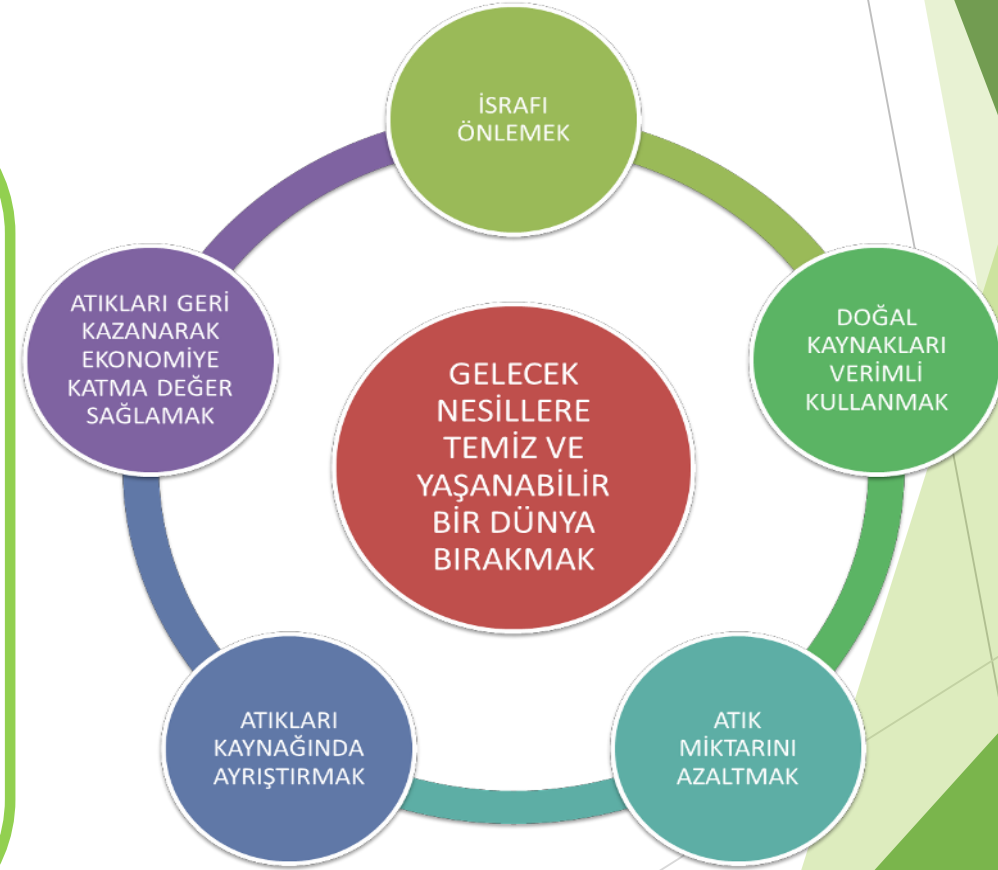 İSRAFI
ÖNLEMEK
DOĞAL
KAYNAKLARI
VERİMLİ
KULLANMAK
ATIK
MİKTARINI
AZALTMAK
ATIKLARI
KAYNAĞINDA
AYRIŞTIRMAK
ATIKLARI GERİ
KAZANARAK
EKONOMİYE
KATMA DEĞER
SAĞLAMAK
GELECEK
NESİLLERE
TEMİZ VE
YAŞANABİLİR
BİR DÜNYA
BIRAKMAK